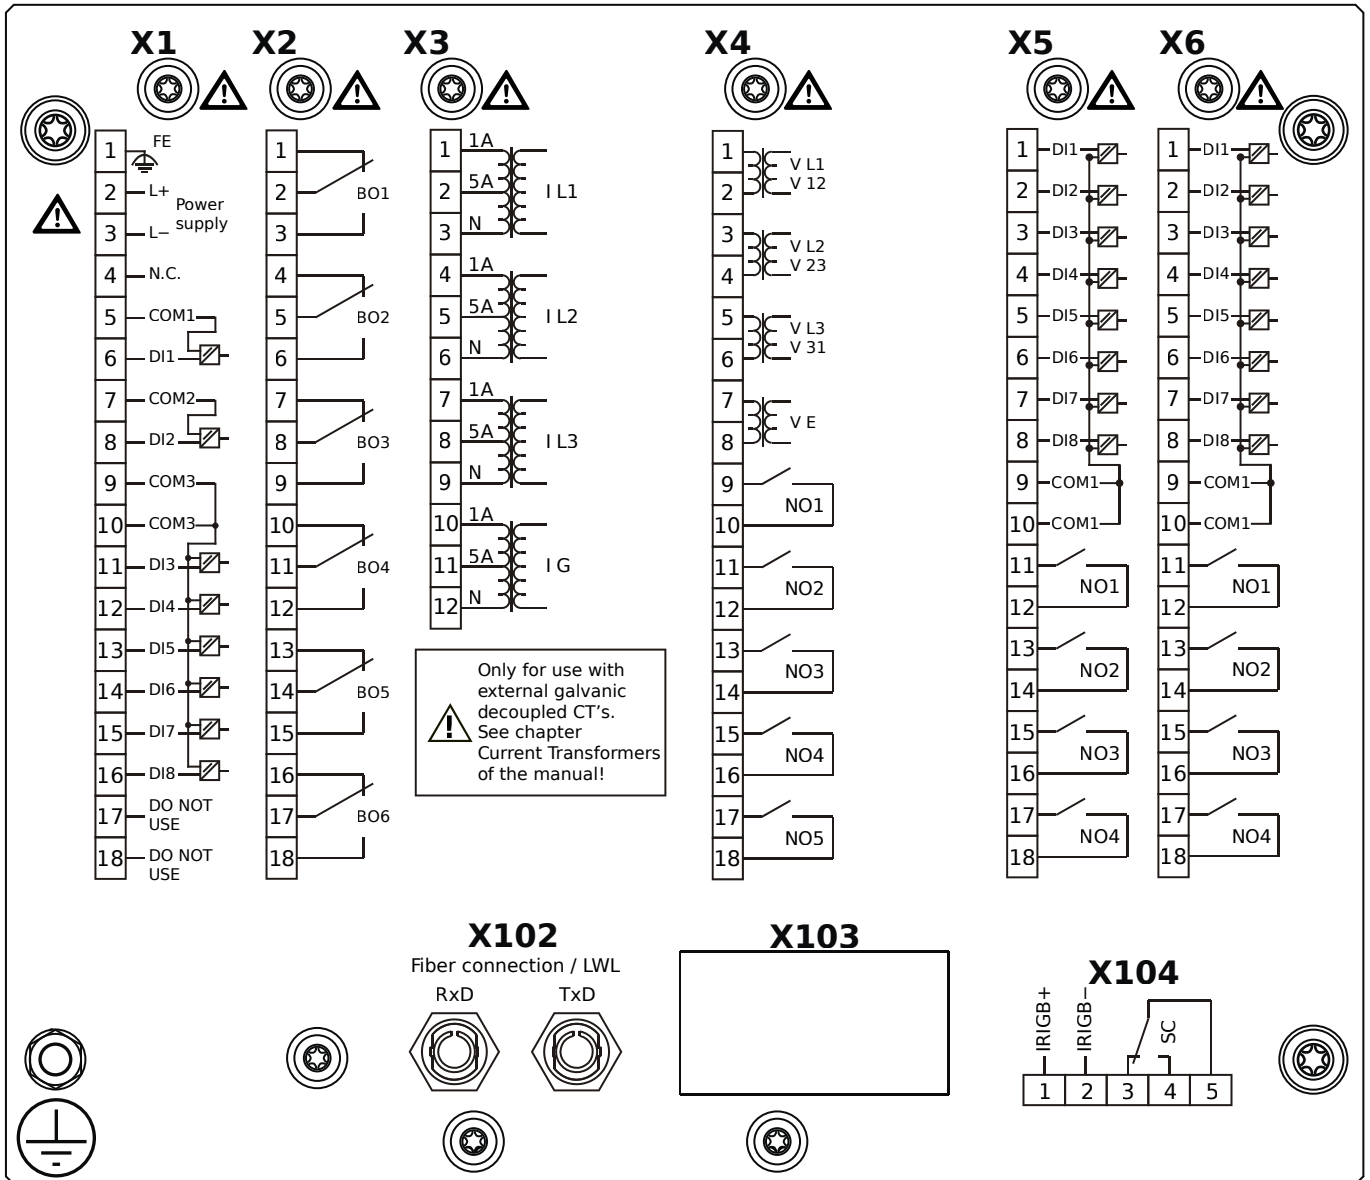 X1
X2
X3
X4
X5
X6
1
FE
2
L+
Power
supply
3
L−
4
N.C.
5
COM1
6
DI1
7
COM2
8
DI2
9
COM3
10
COM3
11
DI3
12
DI4
13
DI5
14
DI6
15
DI7
16
DI8
17
DO NOT
USE
18
DO NOT
USE
1
2
BO1
3
4
5
BO2
6
7
8
BO3
9
10
11
BO4
12
13
14
BO5
15
16
17
BO6
18
1
1A
2
5A
I L1
3
N
4
1A
5
5A
I L2
6
N
7
1A
8
5A
I L3
9
N
10
1A
11
5A
I G
12
N
Only for use with
external galvanic
decoupled CT's.
See chapter
Current Transformers
of the manual!
1
V L1
2
V 12
3
V L2
4
V 23
5
V L3
6
V 31
7
V E
8
9
NO1
10
11
NO2
12
13
NO3
14
15
NO4
16
17
NO5
18
1
DI1
2
DI2
3
DI3
4
DI4
5
DI5
6
DI6
7
DI7
8
DI8
9
COM1
10
COM1
11
NO1
12
13
NO2
14
15
NO3
16
17
NO4
18
1
DI1
2
DI2
3
DI3
4
DI4
5
DI5
6
DI6
7
DI7
8
DI8
9
COM1
10
COM1
11
NO1
12
13
NO2
14
15
NO3
16
17
NO4
18
X102
Fiber connection / LWL
RxD
TxD
X103
X104
IRIGB+
IRIGB−
SC
1
2
3
4
5